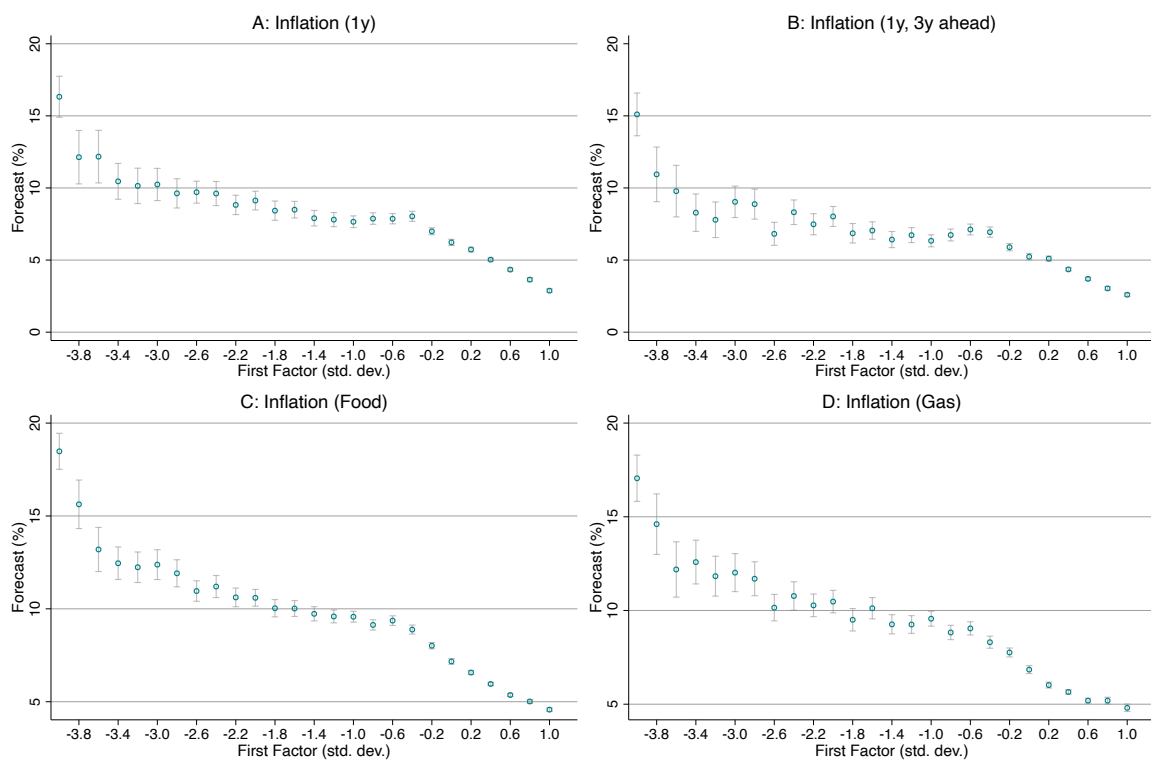 A: Inflation (1y)
Forecast (%)
20
15
10
5
0
-3.8 -3.4 -3.0 -2.6 -2.2 -1.8 -1.4 -1.0 -0.6 -0.2 0.2 0.6 1.0
First Factor (std. dev.)
B: Inflation (1y, 3y ahead)
Forecast (%)
20
15
10
5
0
-3.8 -3.4 -3.0 -2.6 -2.2 -1.8 -1.4 -1.0 -0.6 -0.2 0.2 0.6 1.0
First Factor (std. dev.)
C: Inflation (Food)
Forecast (%)
20
15
10
5
-3.8 -3.4 -3.0 -2.6 -2.2 -1.8 -1.4 -1.0 -0.6 -0.2 0.2 0.6 1.0
First Factor (std. dev.)
D: Inflation (Gas)
Forecast (%)
20
15
10
5
-3.8 -3.4 -3.0 -2.6 -2.2 -1.8 -1.4 -1.0 -0.6 -0.2 0.2 0.6 1.0
First Factor (std. dev.)